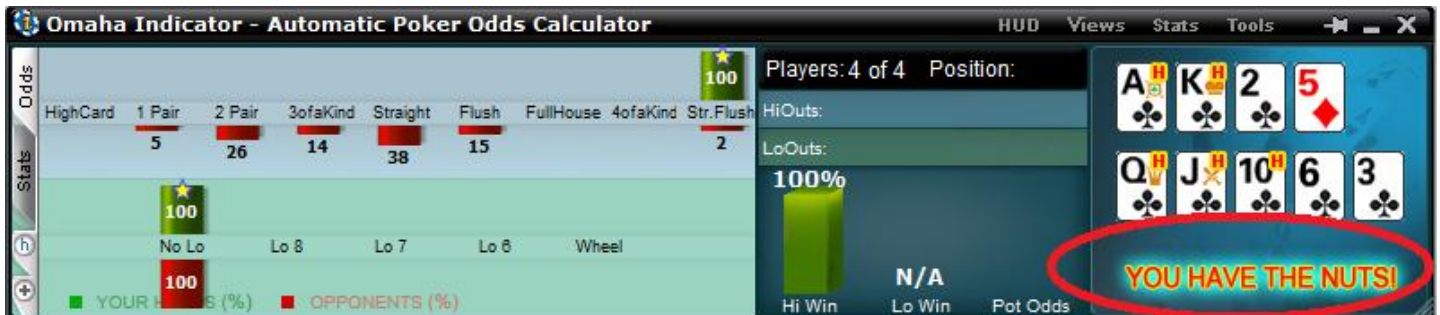 Omaha Indicator - Automatic Poker Odds Calculator HUD Views Stats Tools
Odds
Stats
100
HighCard 1 Pair 2 Pair 3ofaKind Straight Flush FullHouse 4ofaKind Str.Flush
5 26 14 38 15 2
100
No Lo Lo 8 Lo 7 Lo 6 Wheel
100
YOUR H S (%) OPPONENTS (%)
h
Players: 4 of 4 Position:
HiOuts:
LoOuts:
100%
N/A
Hi Win Lo Win Pot Odds
A H K H 2 5
Q H J H 10 H 6 3
YOU HAVE THE NUTS!